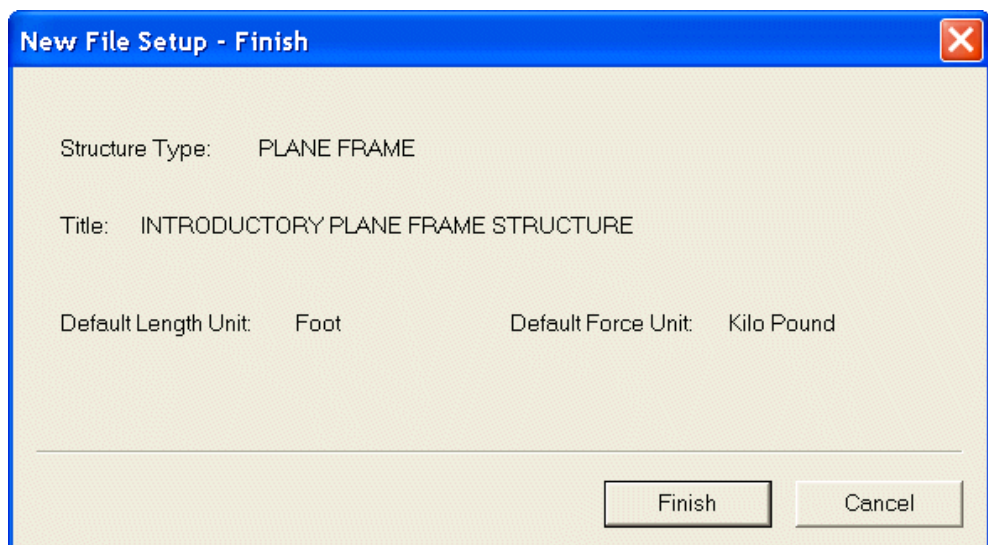 New File Setup - Finish
Structure Type: PLANE FRAME
Title: INTRODUCTORY PLANE FRAME STRUCTURE
Default Length Unit: Foot Default Force Unit: Kilo Pound
Finish Cancel